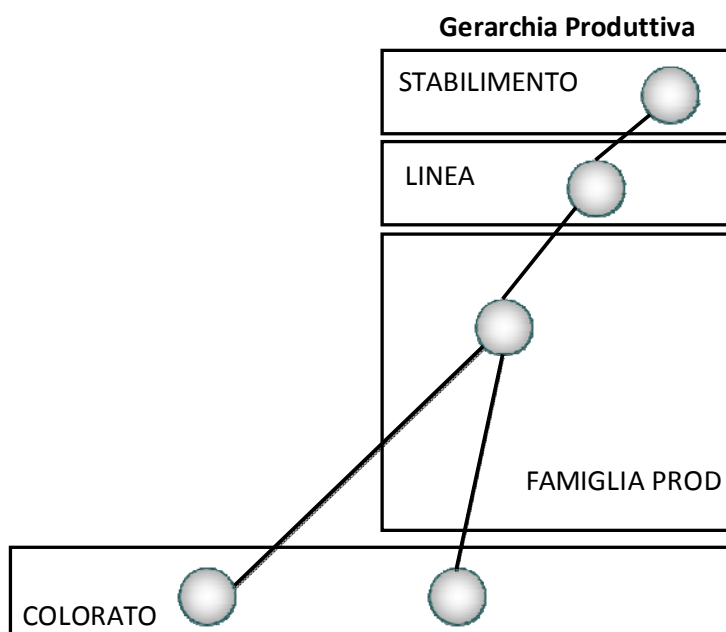 Gerarchia Produttiva
STABILIMENTO
LINEA
FAMIGLIA PROD
COLORATO